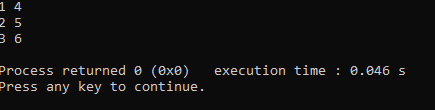 1 4
2 5
3 6
Process returned 0 (0x0)   execution time : 0.046 s
Press any key to continue.